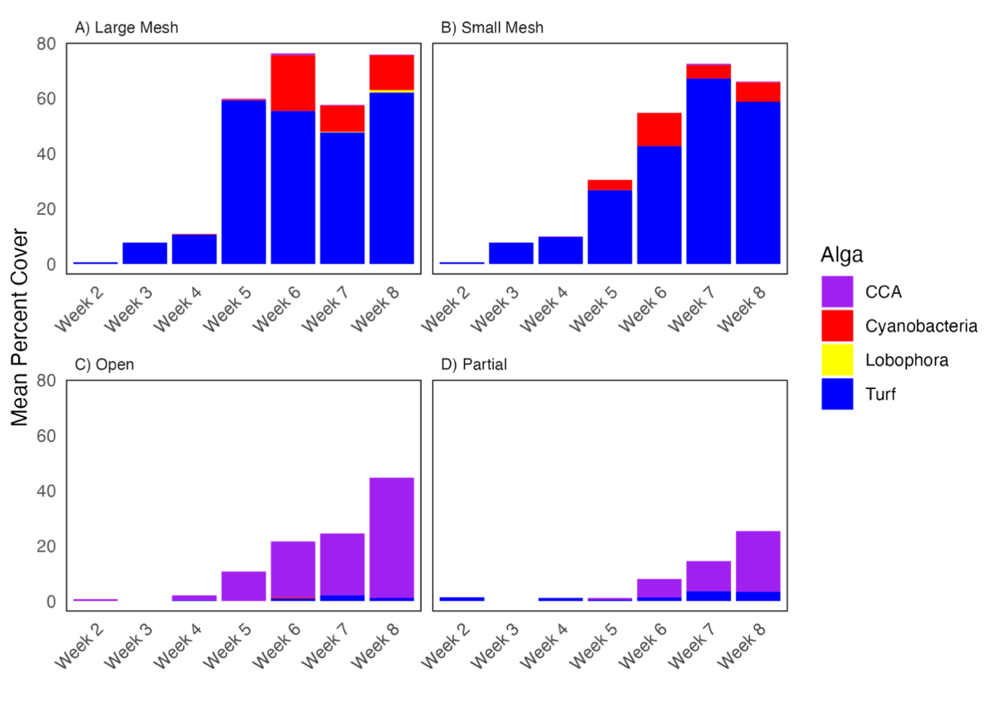 A) Large Mesh
B) Small Mesh
80
60
40
20
0
Week 2
Week 3
Week 4
Week 5
Week 6
Week 7
Week 8
Week 2
Week 3
Week 4
Week 5
Week 6
Week 7
Week 8
Mean Percent Cover
C) Open
D) Partial
80
60
40
20
0
Week 2
Week 3
Week 4
Week 5
Week 6
Week 7
Week 8
Week 2
Week 3
Week 4
Week 5
Week 6
Week 7
Week 8
Alga
CCA
Cyanobacteria
Lobophora
Turf